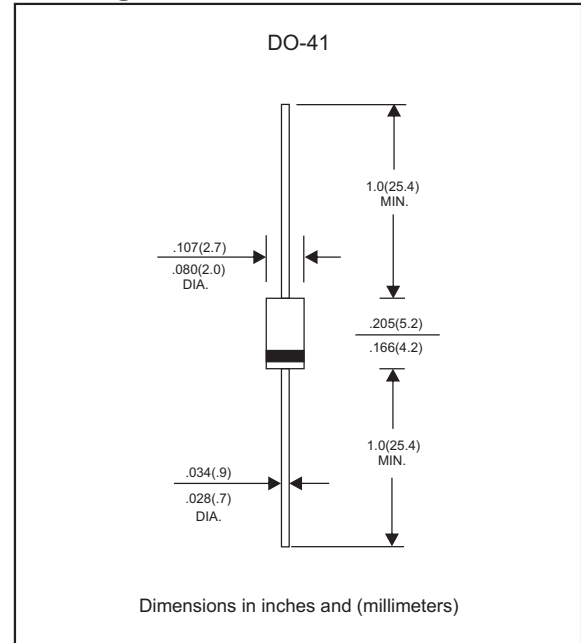 DO-41
1.0(25.4)
MIN.
.107(2.7)
.080(2.0)
DIA.
.205(5.2)
.166(4.2)
1.0(25.4)
MIN.
.034(.9)
.028(.7)
DIA.
Dimensions in inches and (millimeters)